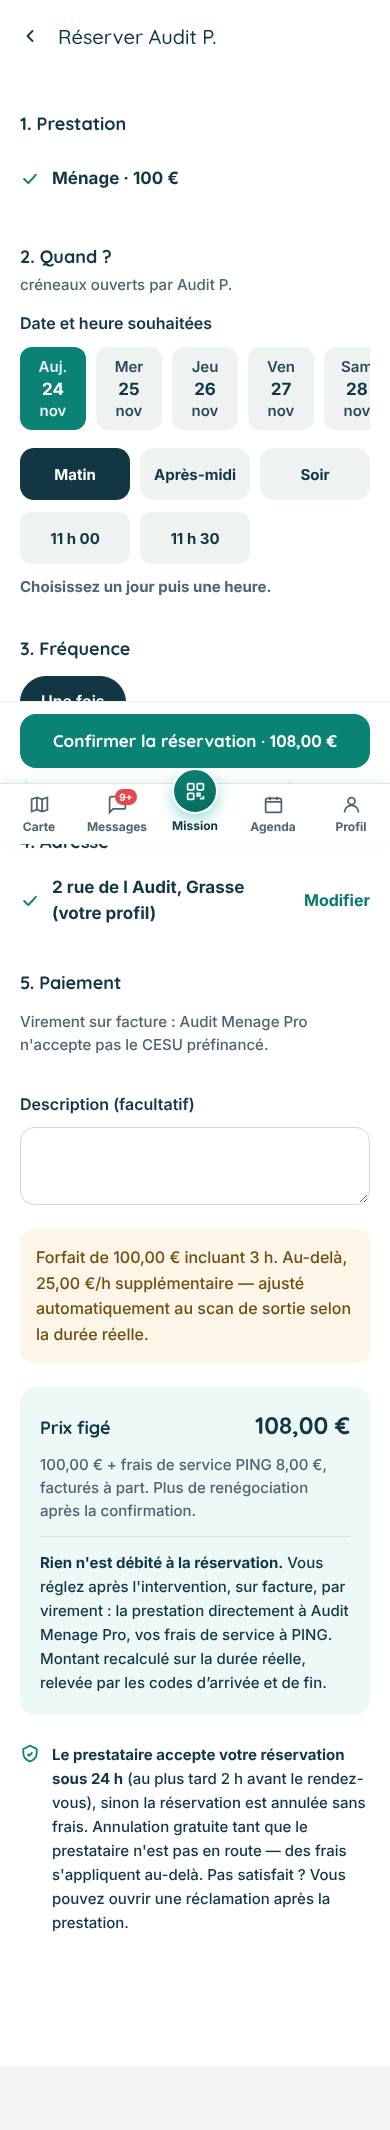 Réserver Audit P.
1. Prestation
Ménage · 100 €
2. Quand ?
créneaux ouverts par Audit P.
Date et heure souhaitées
Auj. Mer Jeu Ven Sam
24 25 26 27 28
nov nov nov nov nov
Matin Après-midi Soir
11 h 00 11 h 30
Choisissez un jour puis une heure.
3. Fréquence
Une fois
Confirmer la réservation · 108,00 €
9+
Carte Messages Mission Agenda Profil
4. Adresse
2 rue de l Audit, Grasse
(votre profil)
Modifier
5. Paiement
Virement sur facture : Audit Menage Pro
n'accepte pas le CESU préfinancé.
Description (facultatif)
Forfait de 100,00 € incluant 3 h. Au-delà,
25,00 €/h supplémentaire — ajusté
automatiquement au scan de sortie selon
la durée réelle.
Prix figé 108,00 €
100,00 € + frais de service PING 8,00 €,
facturés à part. Plus de renégociation
après la confirmation.
Rien n'est débité à la réservation. Vous
réglez après l'intervention, sur facture, par
virement : la prestation directement à Audit
Menage Pro, vos frais de service à PING.
Montant recalculé sur la durée réelle,
relevée par les codes d’arrivée et de fin.
Le prestataire accepte votre réservation
sous 24 h (au plus tard 2 h avant le rendez-
vous), sinon la réservation est annulée sans
frais. Annulation gratuite tant que le
prestataire n'est pas en route — des frais
s'appliquent au-delà. Pas satisfait ? Vous
pouvez ouvrir une réclamation après la
prestation.